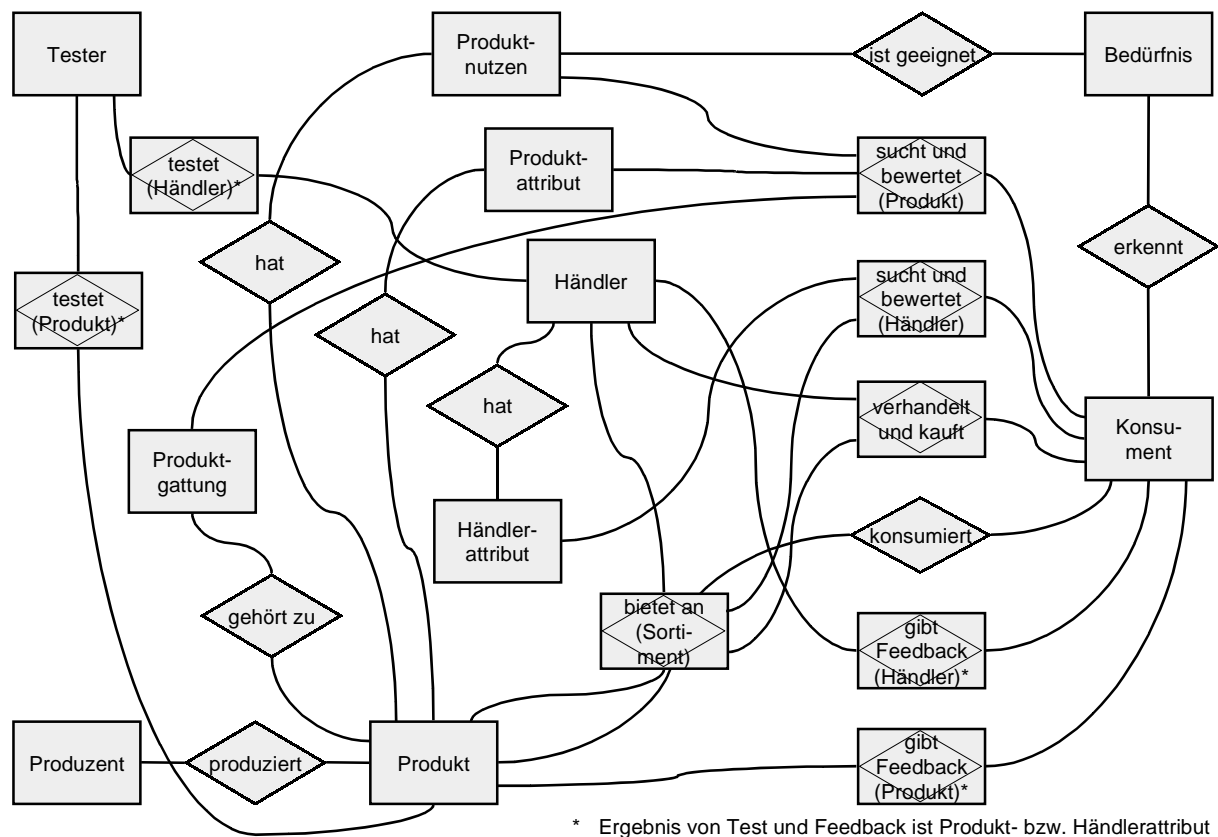 Tester
Produkt-
nutzen
ist geeignet
Bedürfnis
testet
(Händler)*
Produkt-
attribut
sucht und
bewertet
(Produkt)
hat
erkennt
testet
(Produkt)*
hat
Händler
sucht und
bewertet
(Händler)
hat
verhandelt
und kauft
Konsu-
ment
Produkt-
gattung
Händler-
attribut
konsumiert
gehört zu
bietet an
(Sorti-
ment)
gibt
Feedback
(Händler)*
Produzent
produziert
Produkt
gibt
Feedback
(Produkt)*
* Ergebnis von Test und Feedback ist Produkt- bzw. Händlerattribut